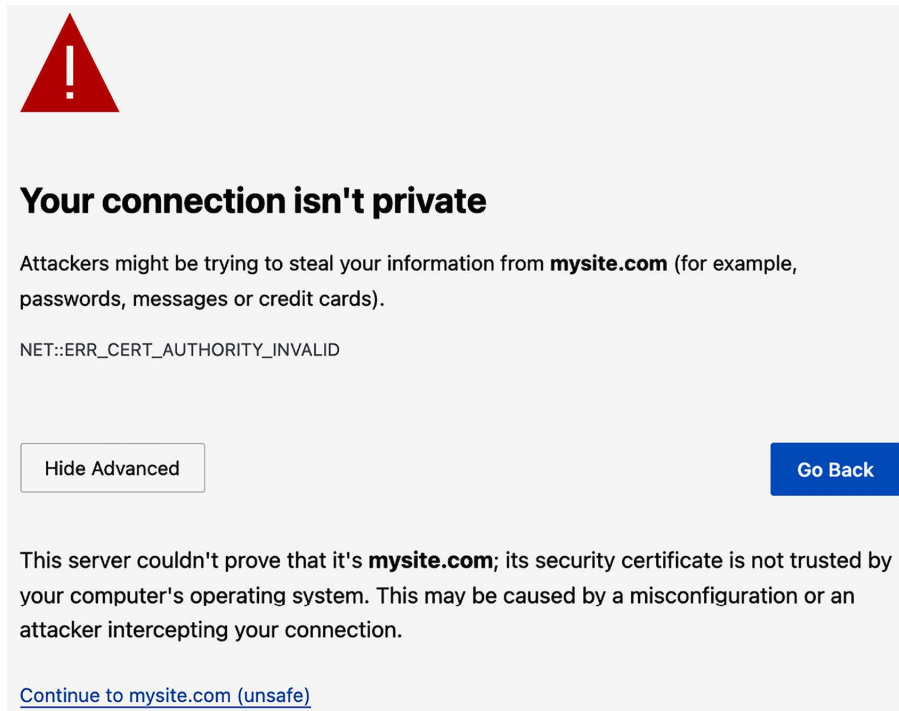 !
Your connection isn't private
Attackers might be trying to steal your information from mysite.com (for example,
passwords, messages or credit cards).
NET::ERR_CERT_AUTHORITY_INVALID
Hide Advanced
Go Back
This server couldn't prove that it's mysite.com; its security certificate is not trusted by
your computer's operating system. This may be caused by a misconfiguration or an
attacker intercepting your connection.
Continue to mysite.com (unsafe)